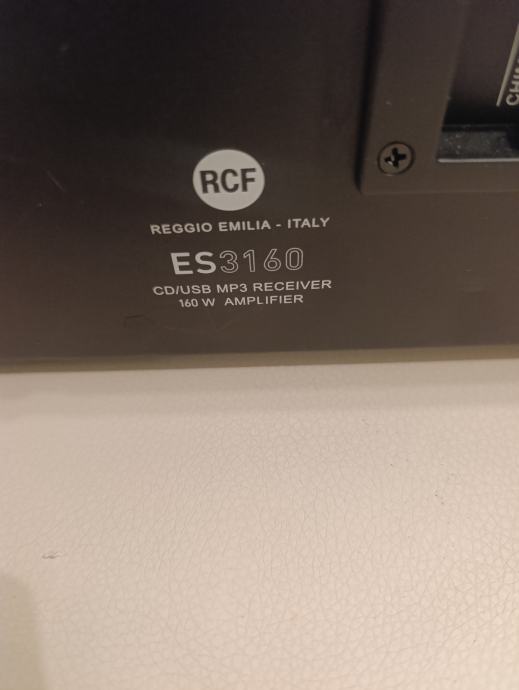 RCF
REGGIO EMILIA - ITALY
ES3160
CD/USB MP3 RECEIVER
160 W AMPLIFIER